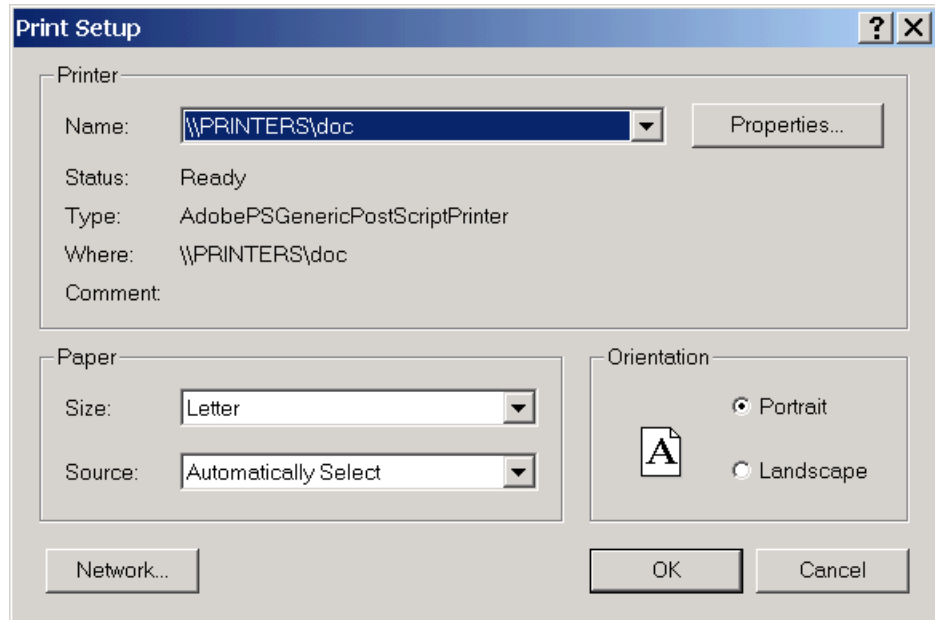 Print Setup
Printer
Name: \\PRINTERS\doc Properties...
Status: Ready
Type: AdobePSGenericPostScriptPrinter
Where: \\PRINTERS\doc
Comment:
Paper Orientation
Size: Letter Portrait
A
Source: Automatically Select Landscape
Network... OK Cancel